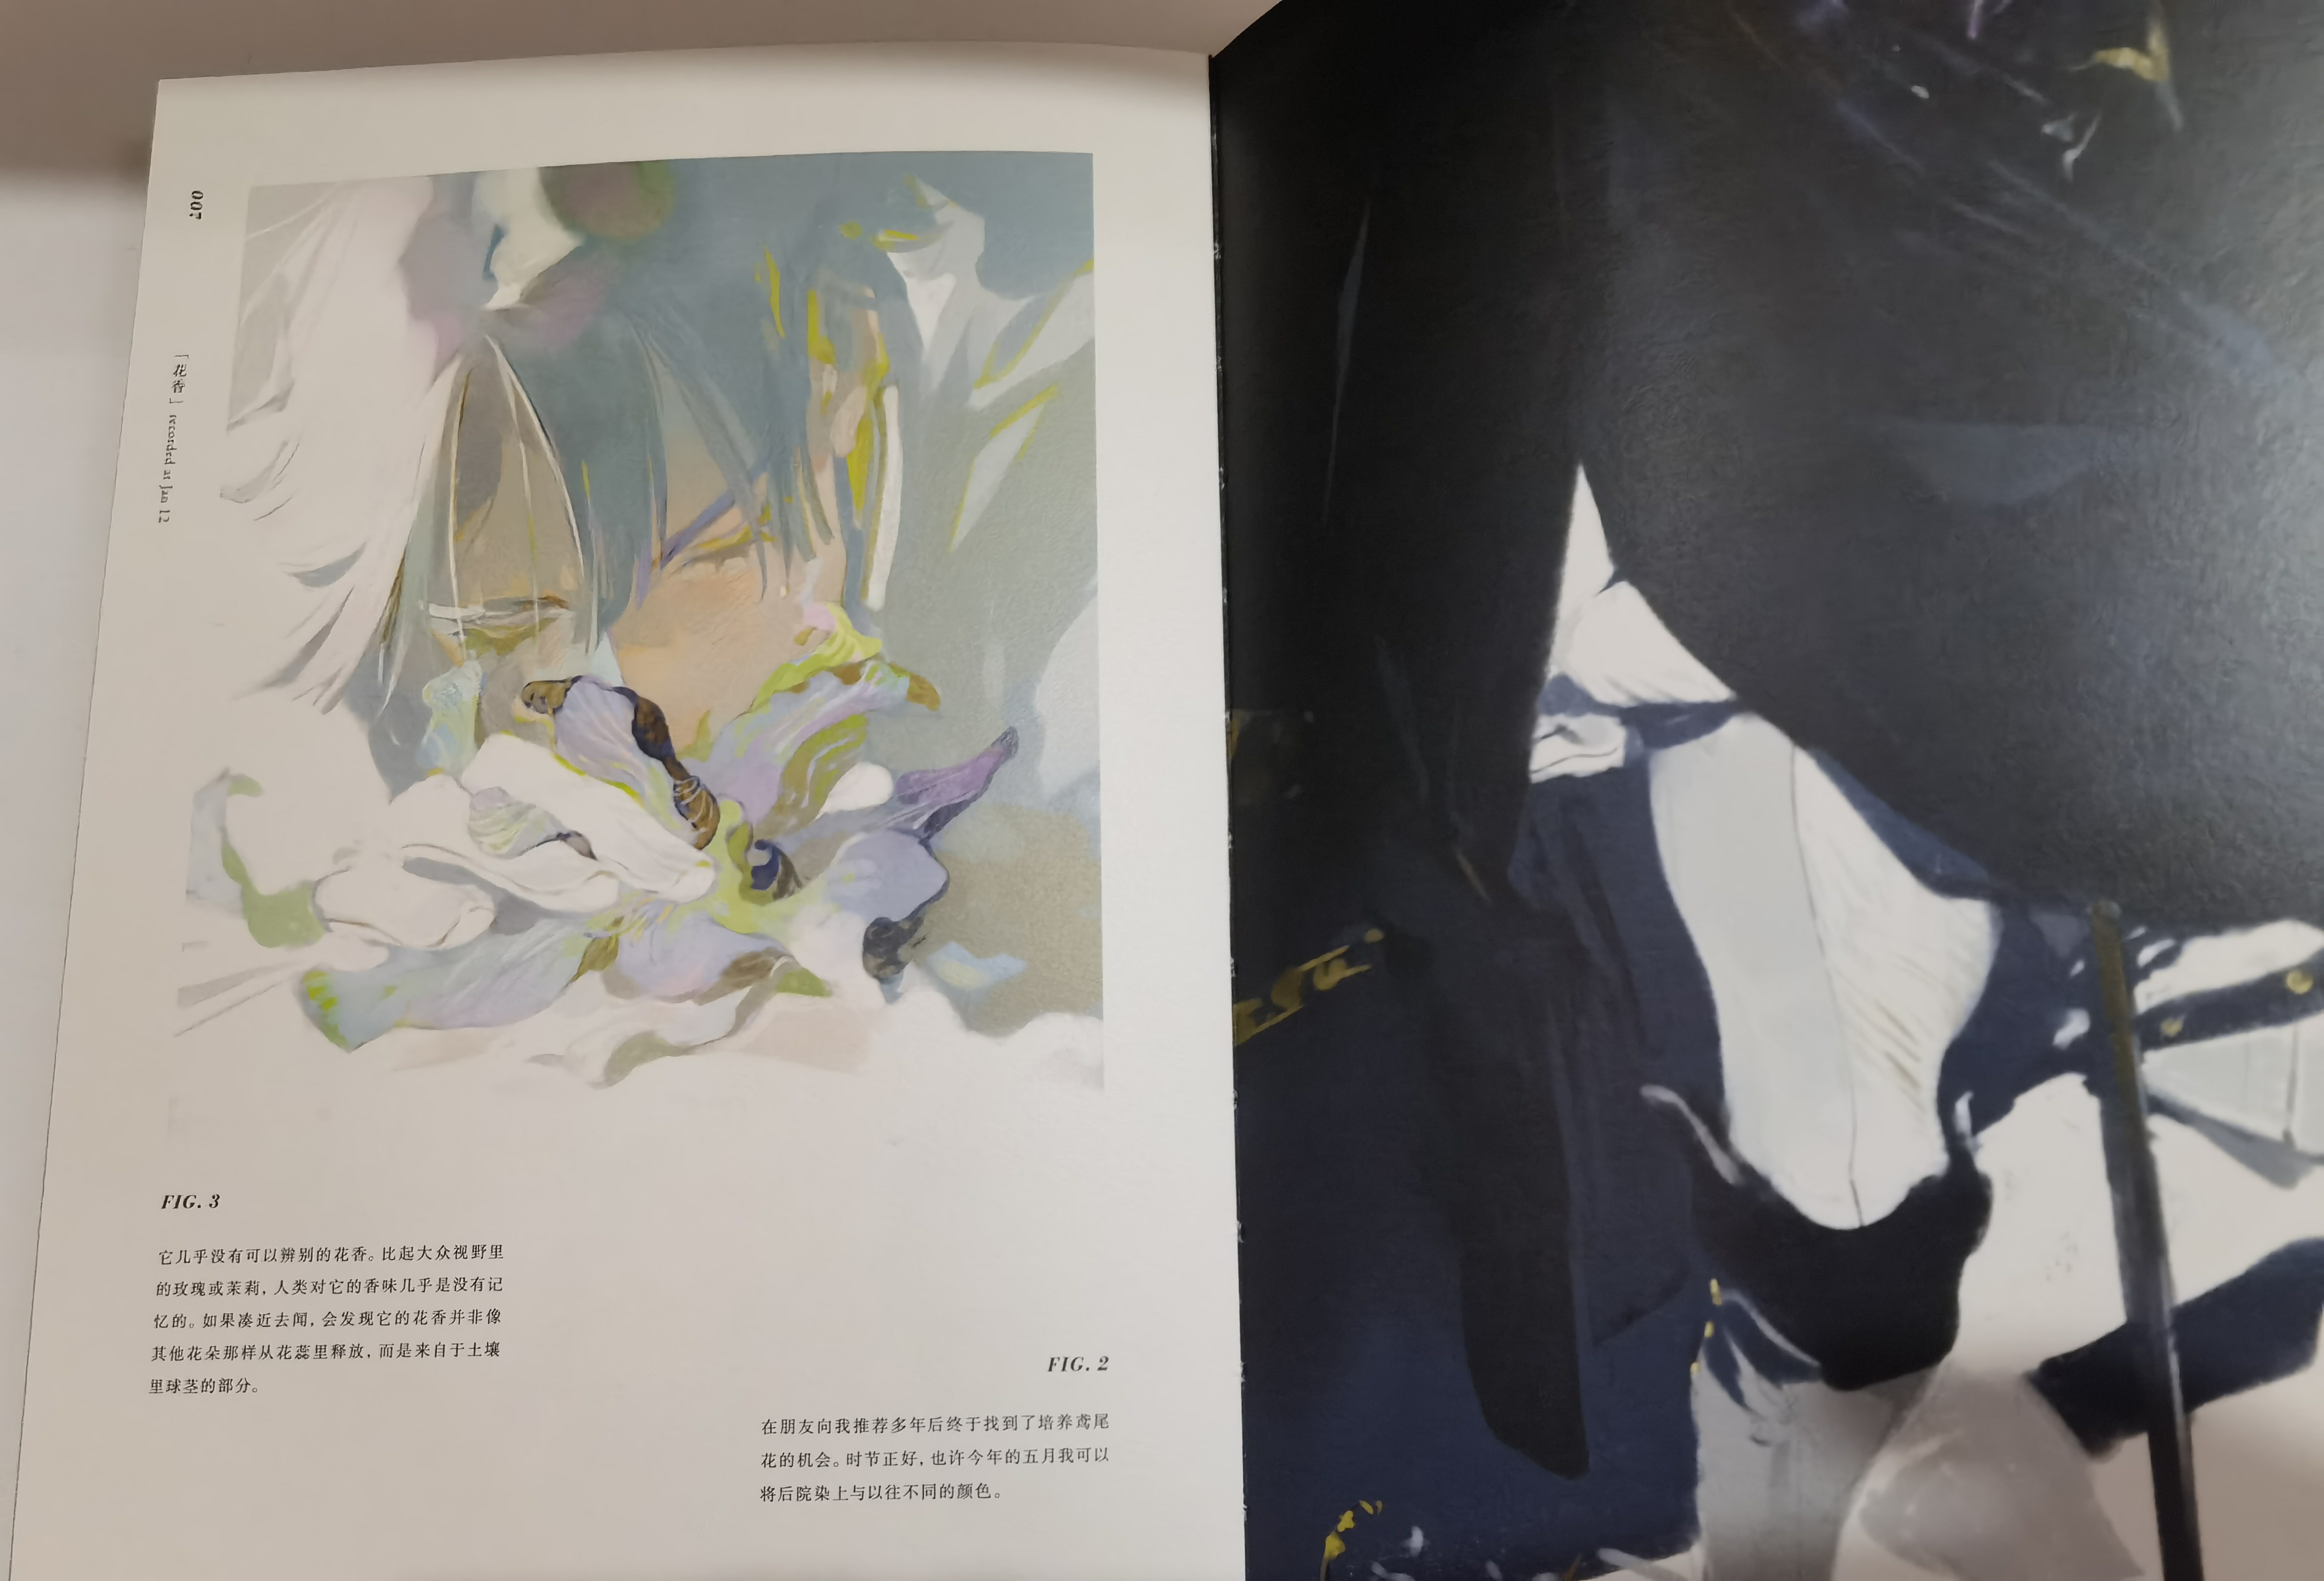 007
「花香」 recorded at Jan 12
FIG. 3
它几乎没有可以辨别的花香。比起大众视野里
的玫瑰或茉莉，人类对它的香味几乎是没有记
忆的。如果凑近去闻，会发现它的花香并非像
其他花朵那样从花蕊里释放，而是来自于土壤
里球茎的部分。
FIG. 2
在朋友向我推荐多年后终于找到了培养鸢尾
花的机会。时节正好，也许今年的五月我可以
将后院染上与以往不同的颜色。